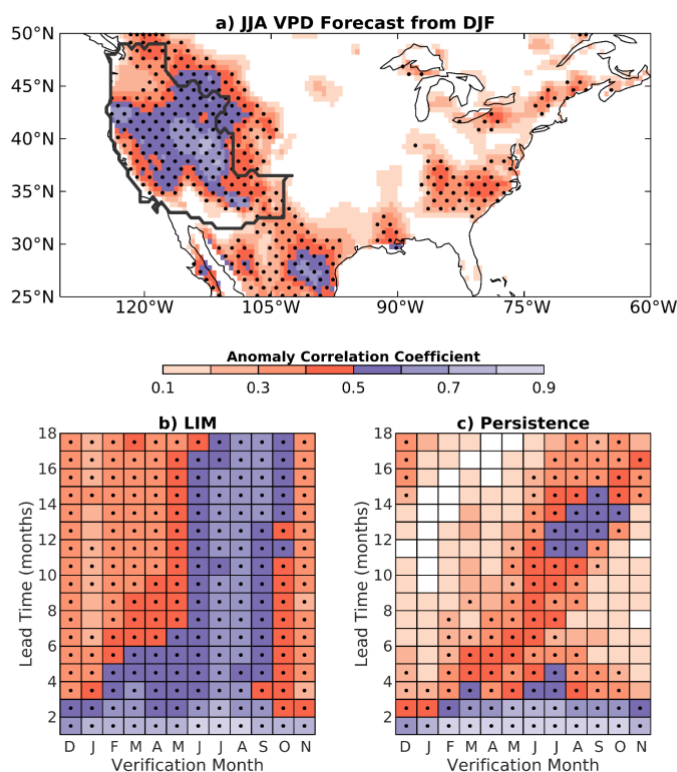 a) JJA VPD Forecast from DJF
50°N
45°N
40°N
35°N
30°N
25°N
120°W 105°W 90°W 75°W 60°W
Anomaly Correlation Coefficient
0.1 0.3 0.5 0.7 0.9
b) LIM
18
16
14
12
10
8
6
4
2
Lead Time (months)
D J F M A M J J A S O N
Verification Month
c) Persistence
18
16
14
12
10
8
6
4
2
Lead Time (months)
D J F M A M J J A S O N
Verification Month